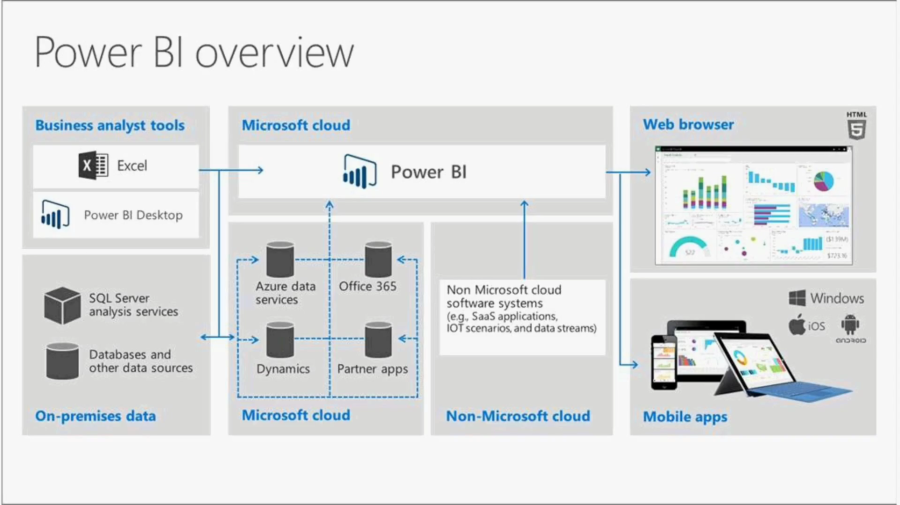 Power BI overview
Business analyst tools
Excel
Power BI Desktop
SQL Server
analysis services
Databases and
other data sources
On-premises data
Microsoft cloud
Power BI
Azure data
services
Office 365
Dynamics
Partner apps
Microsoft cloud
Non Microsoft cloud
software systems
(e.g., SaaS applications,
IOT scenarios, and data streams)
Non-Microsoft cloud
Web browser
HTML
5
Windows
iOS
ANDROID
Mobile apps